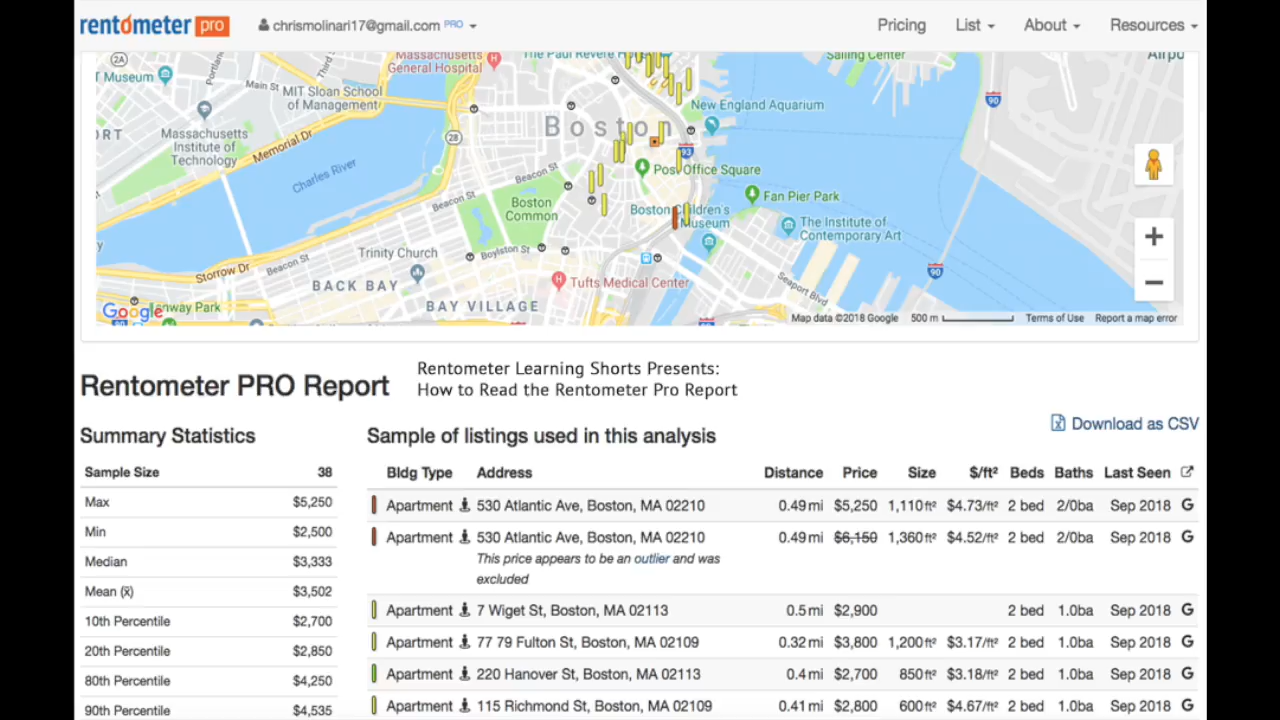 rentometer pro
chrismolinari17@gmail.com PRO
Pricing
List
About
Resources
Massachusetts
General Hospital
The Paul Revere
Sailing Center
Airpo
T Museum
Main St
MIT Sloan School
of Management
Third
New England Aquarium
Massachusetts
Institute of
Technology
Memorial Dr
Boston
28
2A
90
93
Charles River
Beacon St
Post Office Square
Boston
Common
Boston Children's
Museum
Fan Pier Park
The Institute of
Contemporary Art
Trinity Church
Boylston St
Storrow Dr
Beacon St
BACK BAY
BAY VILLAGE
Tufts Medical Center
Seaport Blvd
90
Google
enway Park
Map data ©2018 Google
500 m
Terms of Use
Report a map error
Rentometer PRO Report
Rentometer Learning Shorts Presents:
How to Read the Rentometer Pro Report
Download as CSV
Summary Statistics
Sample Size 38
Max $5,250
Min $2,500
Median $3,333
Mean (x̄) $3,502
10th Percentile $2,700
20th Percentile $2,850
80th Percentile $4,250
90th Percentile $4,535
Sample of listings used in this analysis
Bldg Type Address Distance Price Size $/ft² Beds Baths Last Seen
Apartment 530 Atlantic Ave, Boston, MA 02210 0.49 mi $5,250 1,110 ft² $4.73/ft² 2 bed 2/0ba Sep 2018 G
Apartment 530 Atlantic Ave, Boston, MA 02210 0.49 mi $6,150 1,360 ft² $4.52/ft² 2 bed 2/0ba Sep 2018 G
This price appears to be an outlier and was
excluded
Apartment 7 Wiget St, Boston, MA 02113 0.5 mi $2,900 2 bed 1.0ba Sep 2018 G
Apartment 77 79 Fulton St, Boston, MA 02109 0.32 mi $3,800 1,200 ft² $3.17/ft² 2 bed 1.0ba Sep 2018 G
Apartment 220 Hanover St, Boston, MA 02113 0.4 mi $2,700 850 ft² $3.18/ft² 2 bed 1.0ba Sep 2018 G
Apartment 115 Richmond St, Boston, MA 02109 0.41 mi $2,800 600 ft² $4.67/ft² 2 bed 1.0ba Sep 2018 G